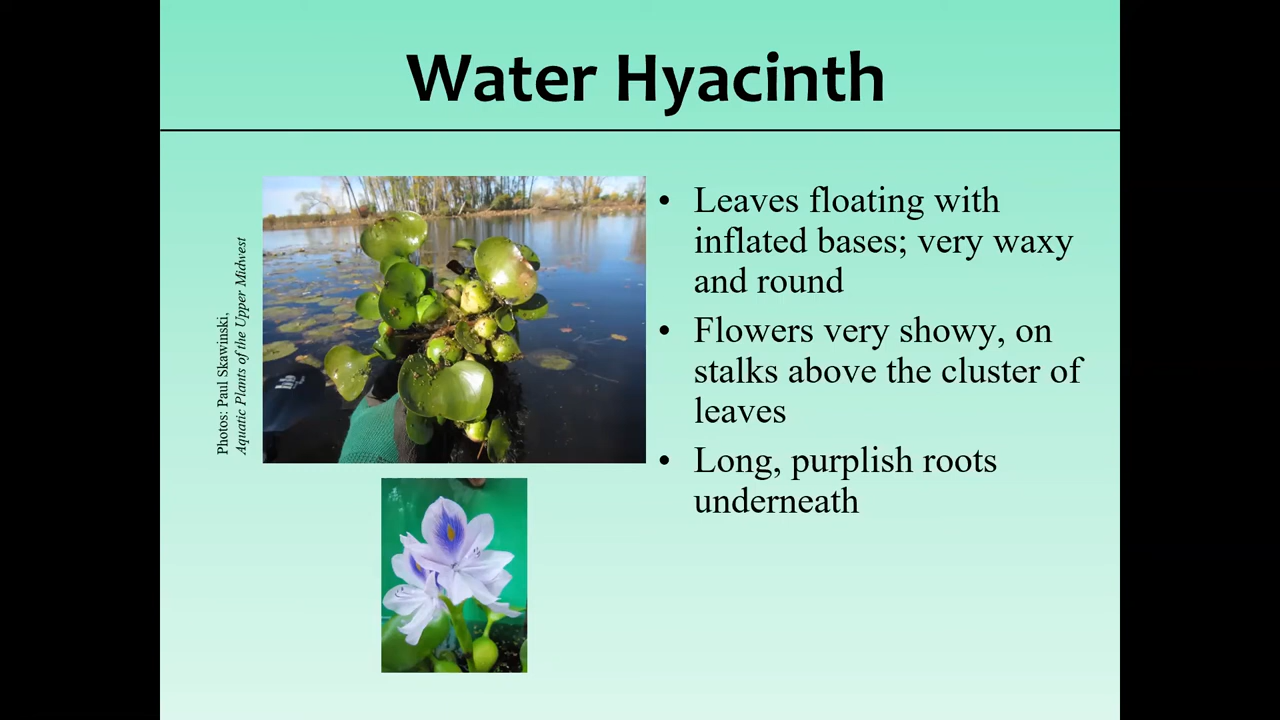 Water Hyacinth
Photos: Paul Skawinski,
Aquatic Plants of the Upper Midwest
• Leaves floating with
inflated bases; very waxy
and round
• Flowers very showy, on
stalks above the cluster of
leaves
• Long, purplish roots
underneath